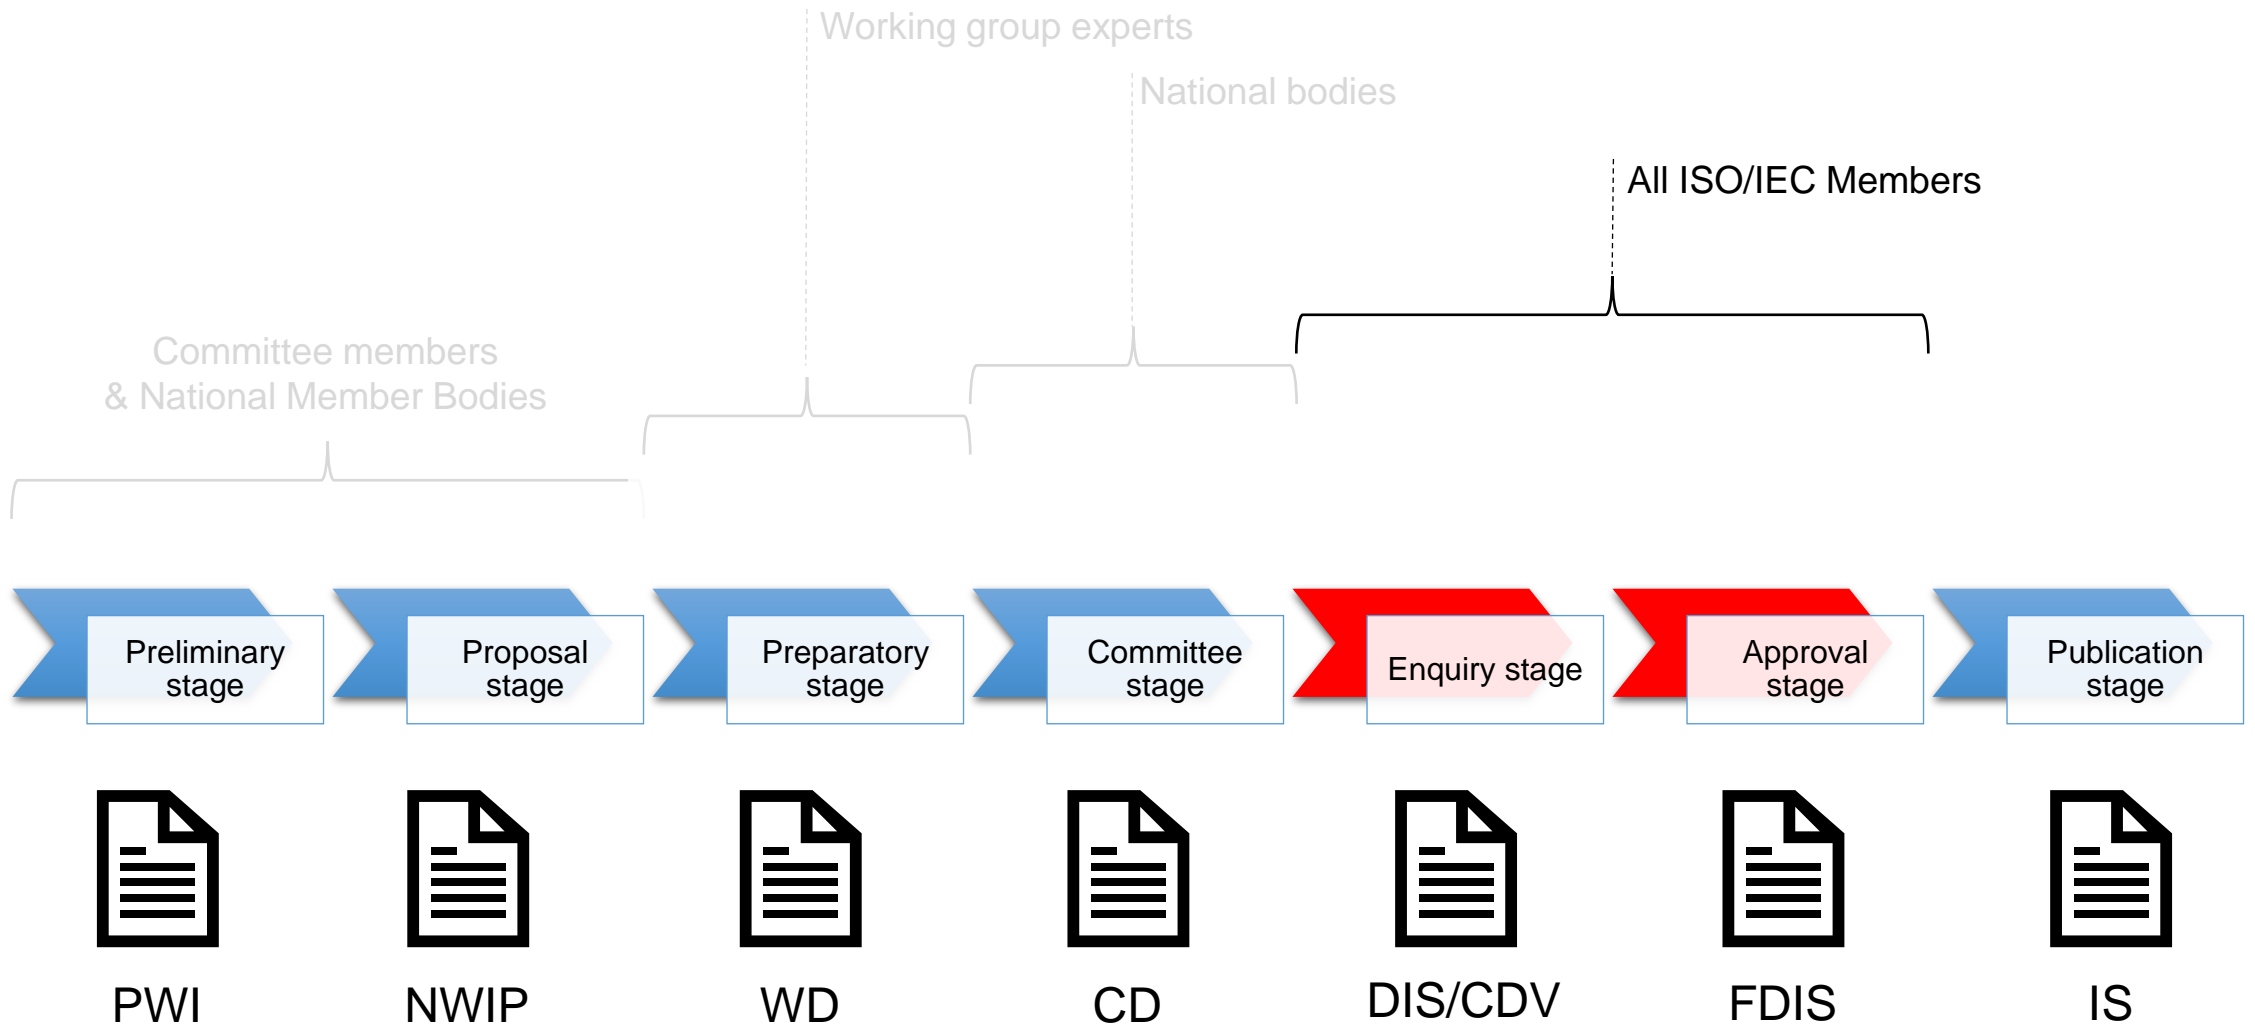 Working group experts
National bodies
All ISO/IEC Members
Committee members
& National Member Bodies
Preliminary
stage
Proposal
stage
Preparatory
stage
Committee
stage
Enquiry stage
Approval
stage
Publication
stage
PWI
NWIP
WD
CD
DIS/CDV
FDIS
IS